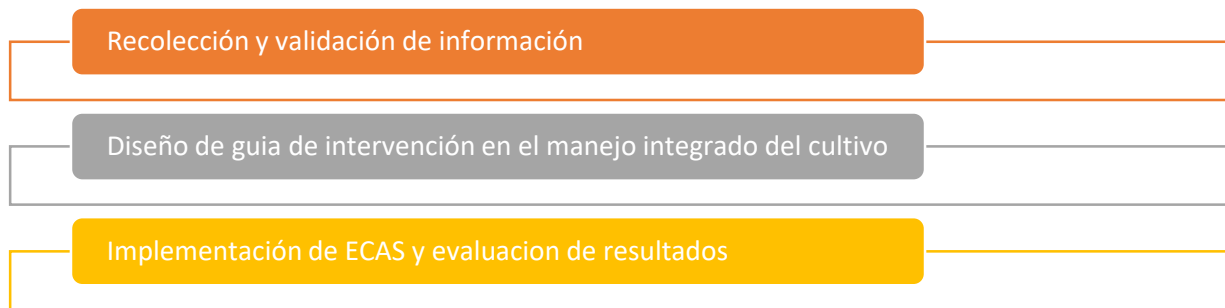 Recolección y validación de información
Diseño de guia de intervención en el manejo integrado del cultivo
Implementación de ECAS y evaluacion de resultados